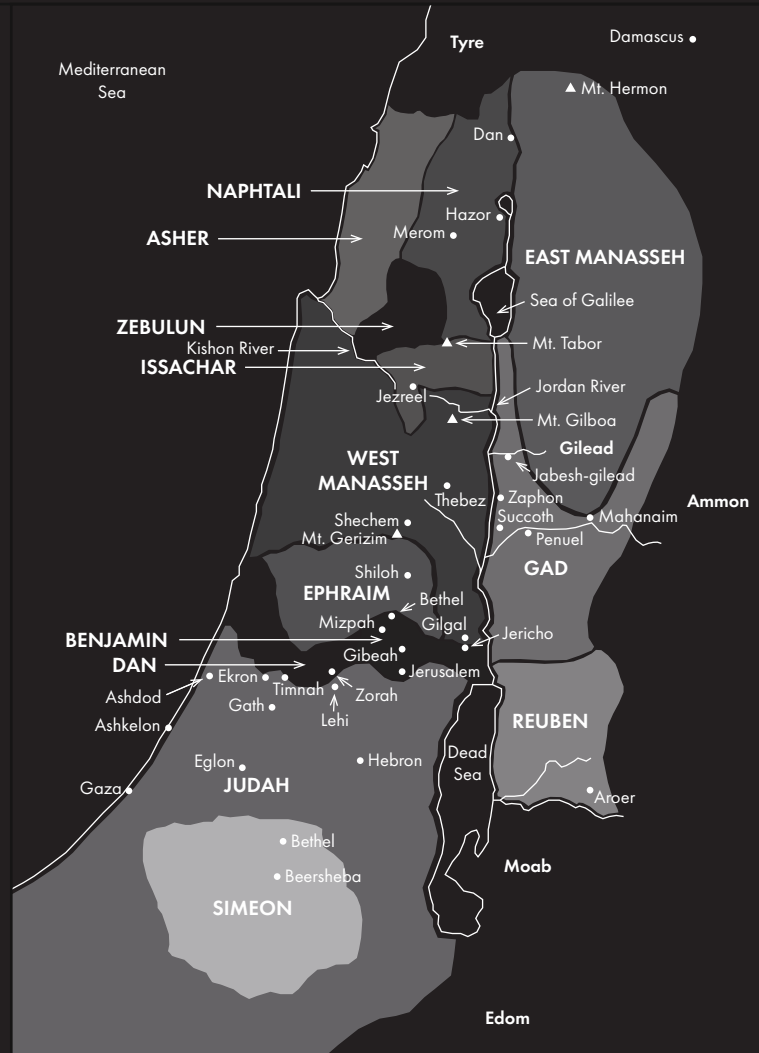 Tyre
Damascus
Mediterranean
Sea
Mt. Hermon
Dan
NAPHTALI
Hazor
Merom
ASHER
EAST MANASSEH
Sea of Galilee
ZEBULUN
Kishon River
Mt. Tabor
ISSACHAR
Jordan River
Jezreel
Mt. Gilboa
Gilead
WEST
MANASSEH
Jabesh-gilead
Thebez
Zaphon
Ammon
Succoth
Mahanaim
Shechem
Mt. Gerizim
Penuel
GAD
Shiloh
EPHRAIM
Bethel
Mizpah
Gilgal
BENJAMIN
Jericho
Gibeah
DAN
Ekron
Jerusalem
Timnah
Zorah
Ashdod
Gath
Lehi
REUBEN
Ashkelon
Dead
Sea
Eglon
Hebron
JUDAH
Gaza
Aroer
Bethel
Moab
Beersheba
SIMEON
Edom